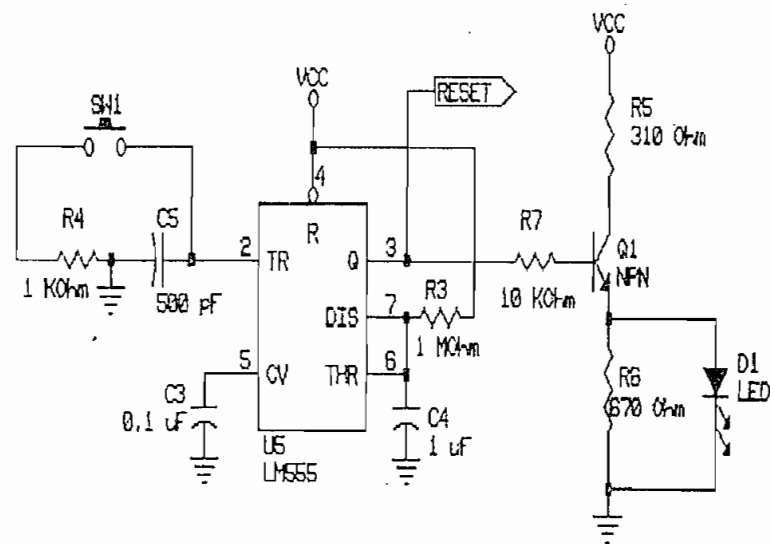 VCC
VCC
RESET
SW1
R5
310 Ohm
4
R4
C5
R
R7
2
TR
Q
3
Q1
NPN
1 KOhm
500 pF
R3
10 KOhm
DIS
7
1 MOhm
5
CV
THR
6
D1
LED
C3
0.1 uF
R6
670 Ohm
C4
1 uF
U5
LM555